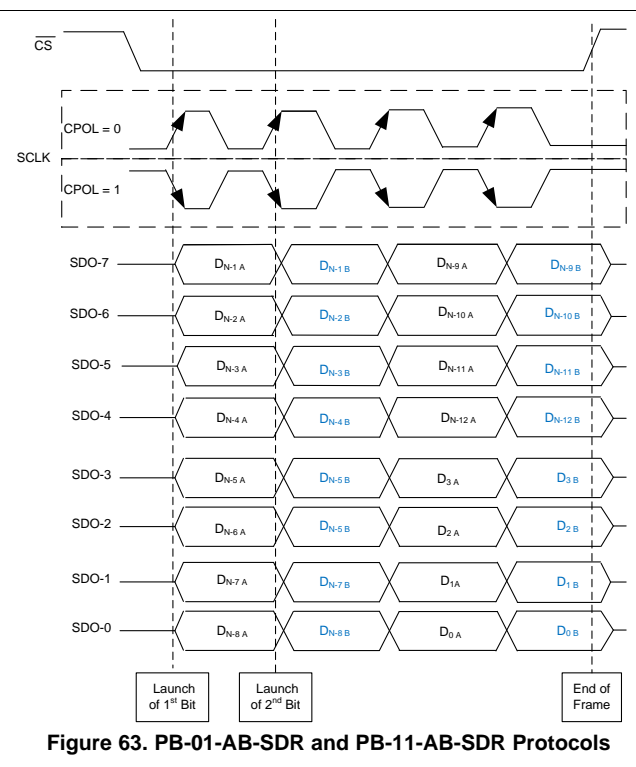 CS
CPOL = 0
SCLK
CPOL = 1
SDO-7 DN-1 A DN-1 B DN-9 A DN-9 B
SDO-6 DN-2 A DN-2 B DN-10 A DN-10 B
SDO-5 DN-3 A DN-3 B DN-11 A DN-11 B
SDO-4 DN-4 A DN-4 B DN-12 A DN-12 B
SDO-3 DN-5 A DN-5 B D3 A D3 B
SDO-2 DN-6 A DN-5 B D2 A D2 B
SDO-1 DN-7 A DN-7 B D1A D1 B
SDO-0 DN-8 A DN-8 B D0 A D0 B
Launch
of 1st Bit
Launch
of 2nd Bit
End of
Frame
Figure 63. PB-01-AB-SDR and PB-11-AB-SDR Protocols